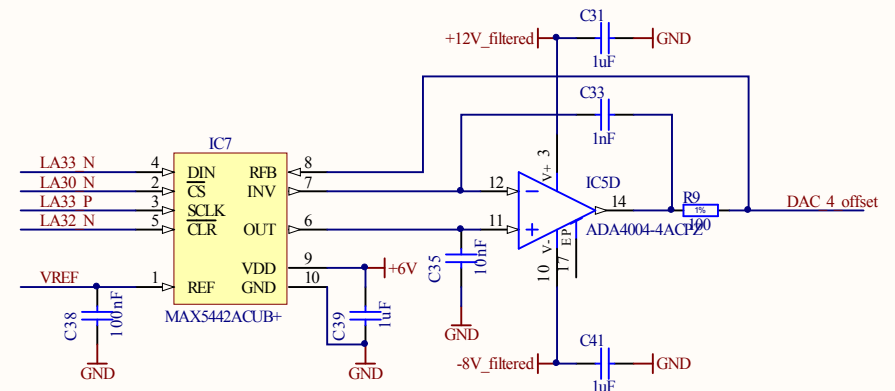 C31
+12V_filtered
GND
1uF
C33
1nF
IC7
LA33_N
4
DIN
RFB
8
3
V+
LA30_N
2
CS
INV
7
12
IC5D
LA33_P
3
SCLK
14
R9
1%
100
DAC_4_offset
LA32_N
5
CLR
OUT
6
11
ADA4004-4ACPZ
C35
10nF
10
V-
17
EP
VDD
9
+6V
VREF
1
REF
GND
10
C38
100nF
MAX5442ACUB+
C39
1uF
GND
C41
GND
GND
-8V_filtered
GND
1uF